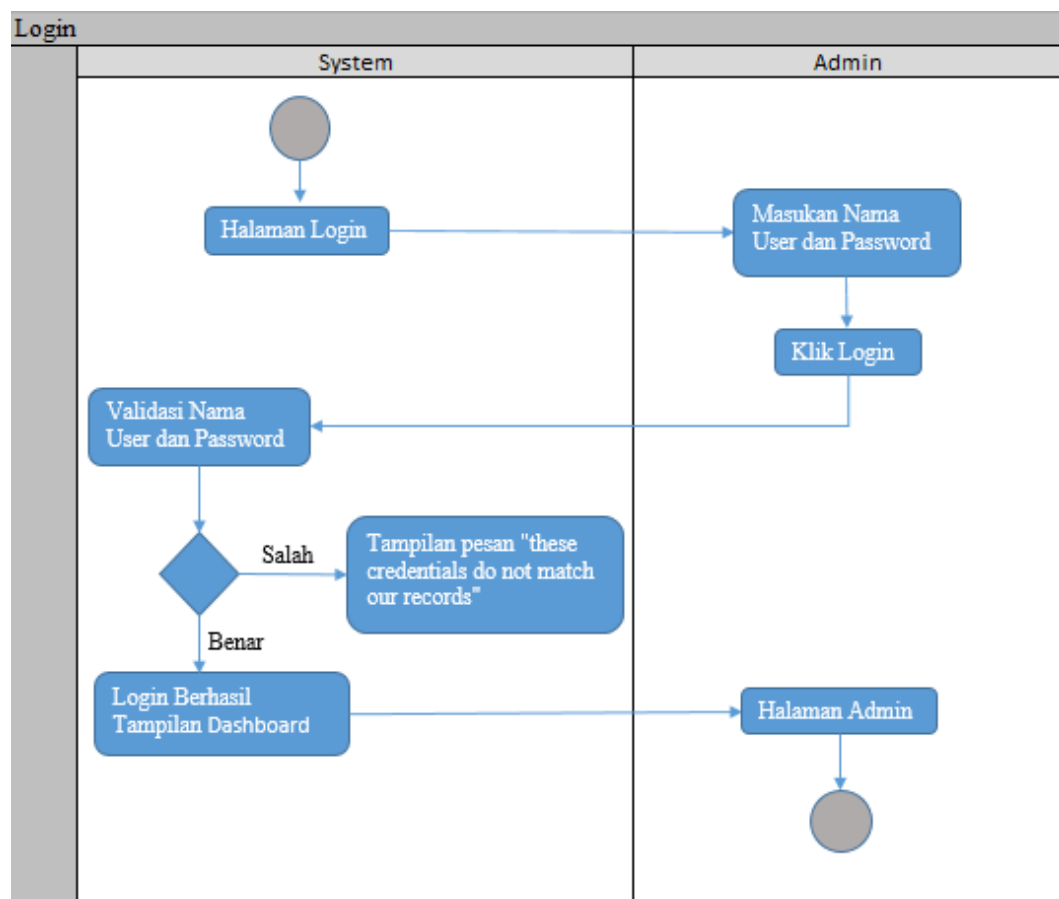 Login
System
Admin
Halaman Login
Masukan Nama
User dan Password
Klik Login
Validasi Nama
User dan Password
Salah
Tampilan pesan "these
credentials do not match
our records"
Benar
Login Berhasil
Tampilan Dashboard
Halaman Admin